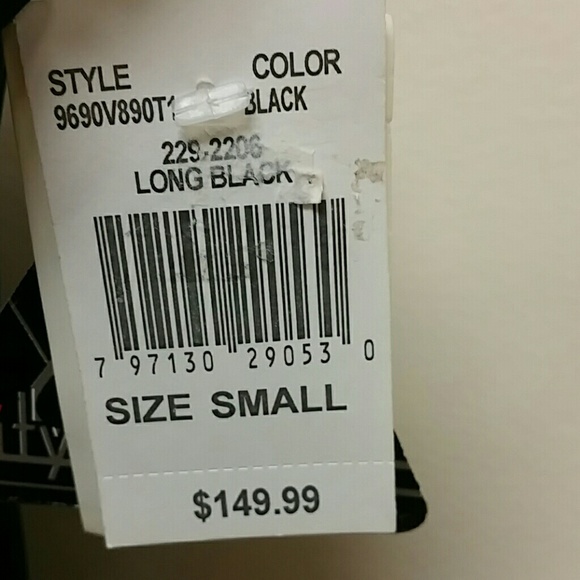 STYLE COLOR
9690V890T1 BLACK
229-2206
LONG BLACK
7 97130 29053 0
SIZE SMALL
$149.99